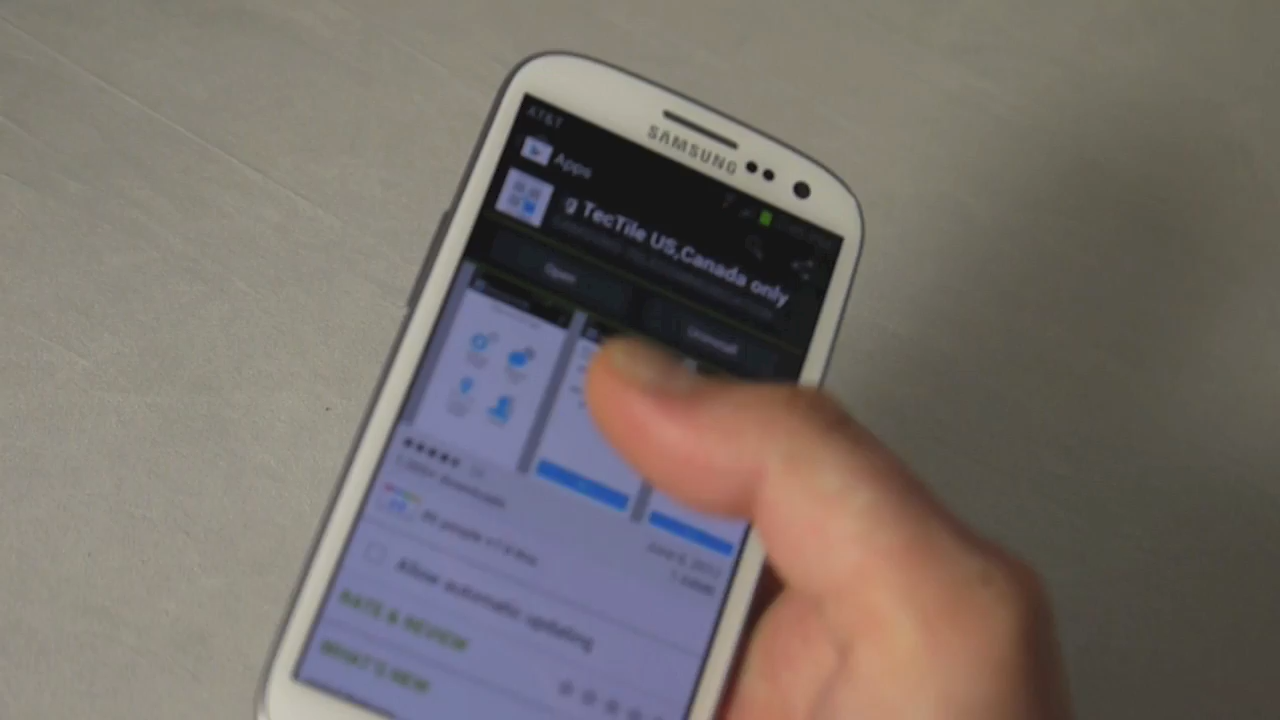 SAMSUNG
AT&T
Apps
g TecTile US,Canada only
Open
Uninstall
Allow automatic updating
RATE & REVIEW
WHAT'S NEW